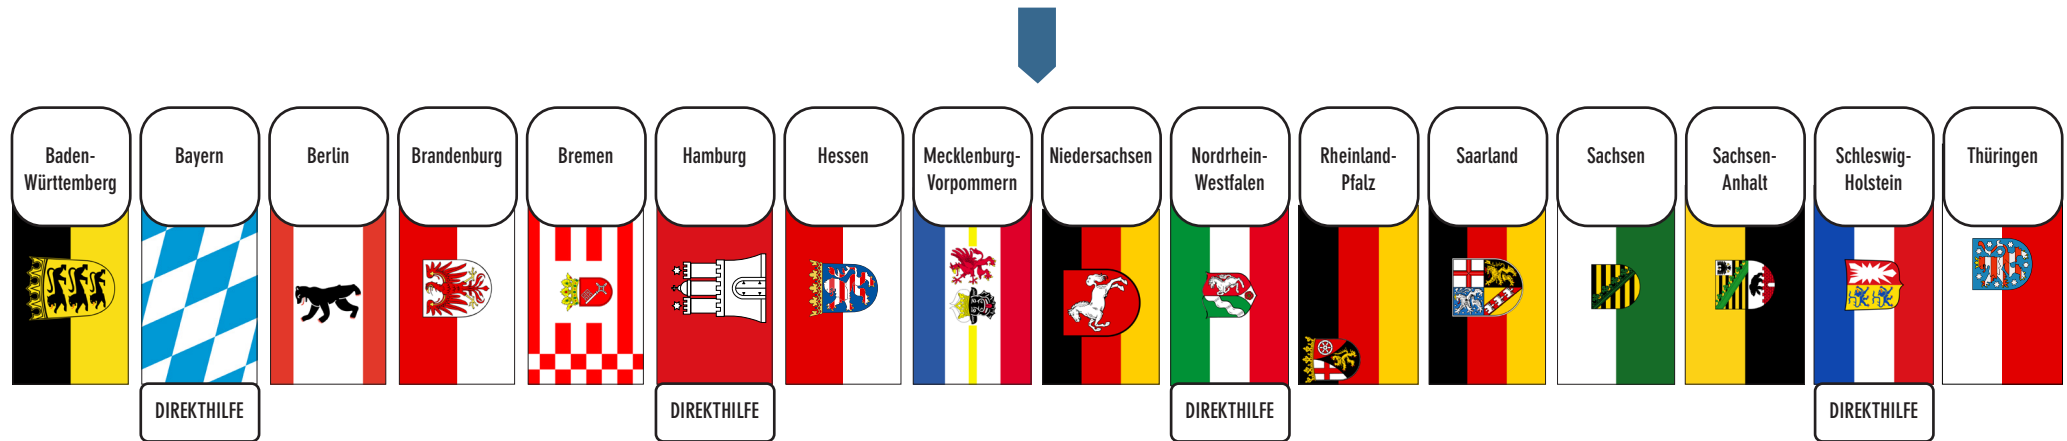 Baden-
Württemberg
Bayern
Berlin
Brandenburg
Bremen
Hamburg
Hessen
Mecklenburg-
Vorpommern
Niedersachsen
Nordrhein-
Westfalen
Rheinland-
Pfalz
Saarland
Sachsen
Sachsen-
Anhalt
Schleswig-
Holstein
Thüringen
DIREKTHILFE
DIREKTHILFE
DIREKTHILFE
DIREKTHILFE